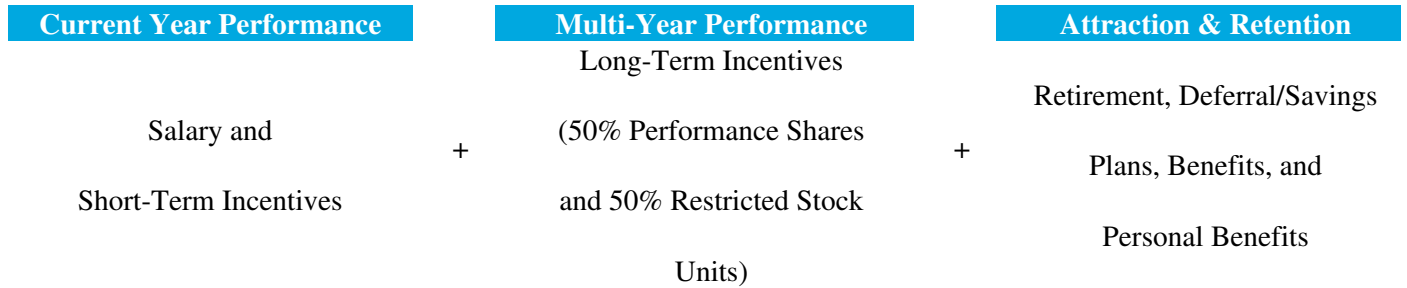 Current Year Performance
Salary and
Short-Term Incentives
+
Multi-Year Performance
Long-Term Incentives
(50% Performance Shares
and 50% Restricted Stock
Units)
+
Attraction & Retention
Retirement, Deferral/Savings
Plans, Benefits, and
Personal Benefits